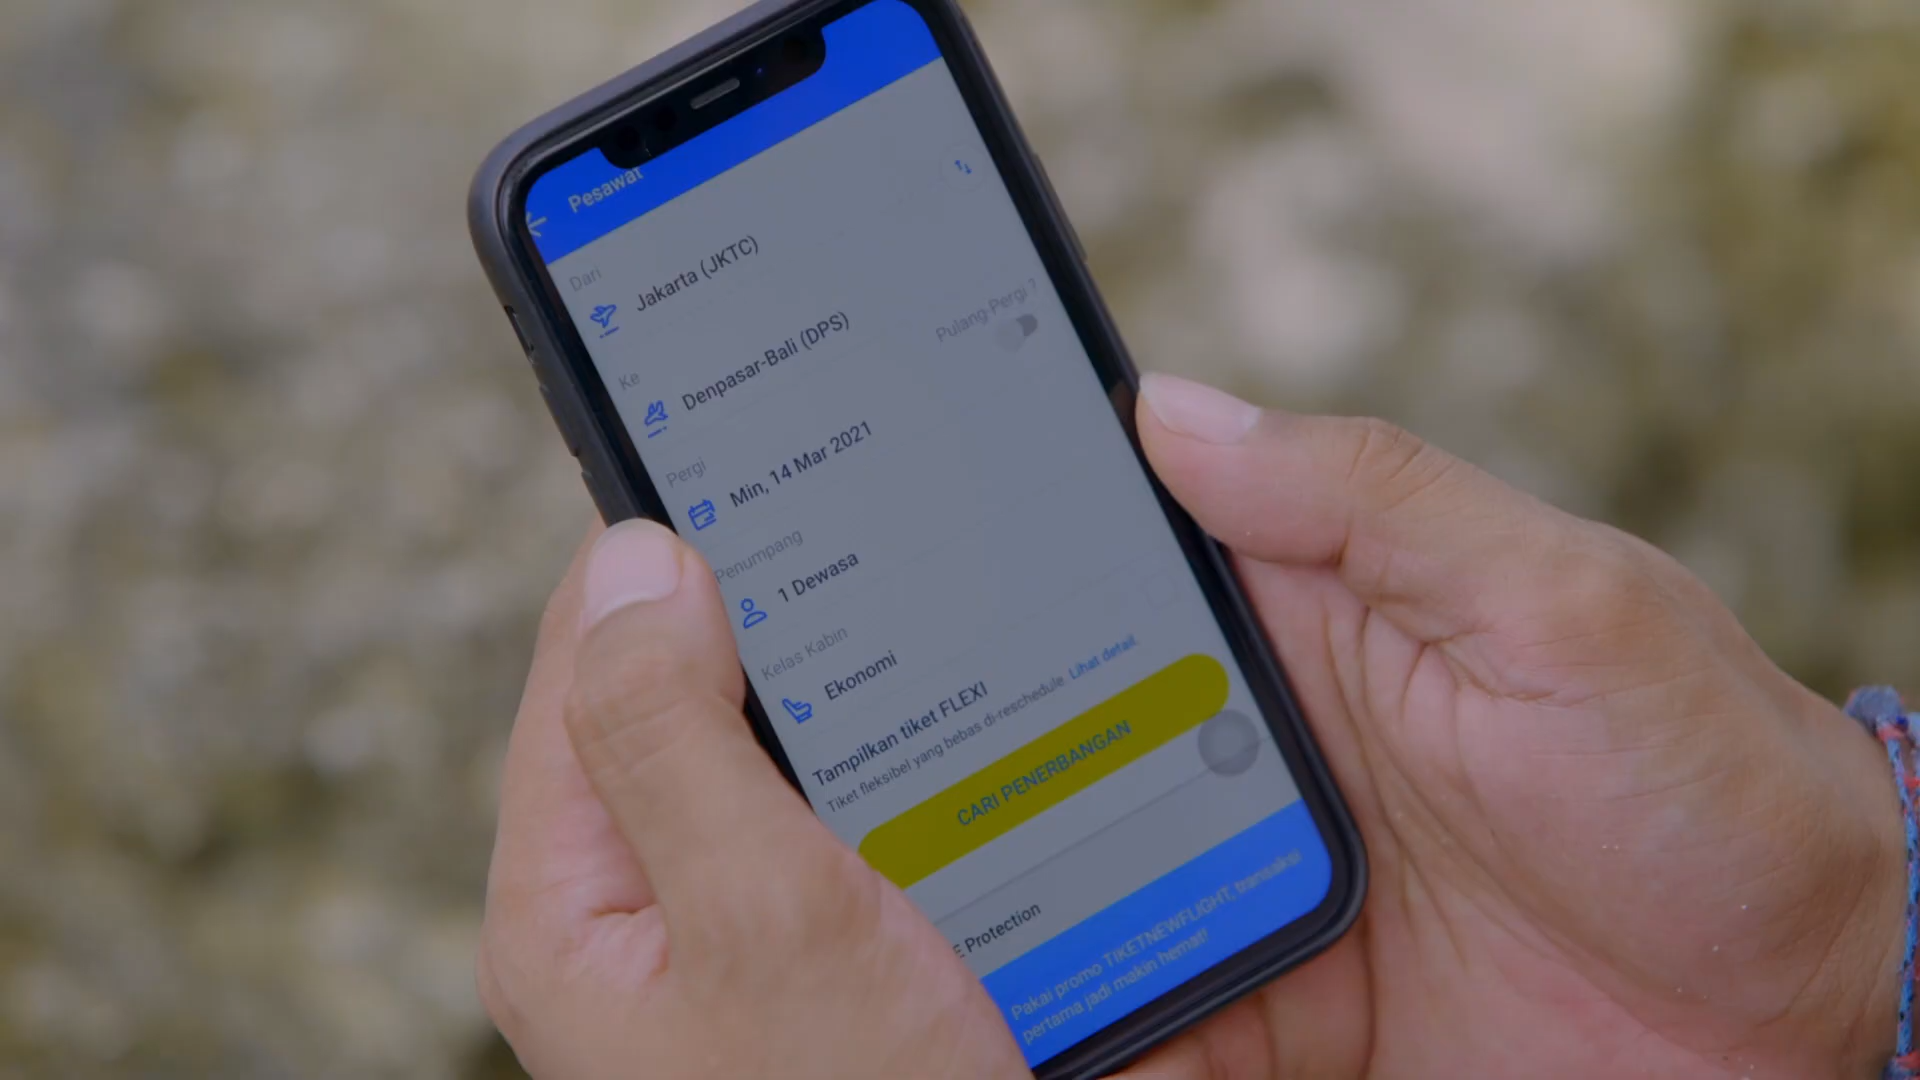 Pesawat
Dari
Jakarta (JKTC)
Ke
Denpasar-Bali (DPS)
Pulang-Pergi ?
Pergi
Min, 14 Mar 2021
Penumpang
1 Dewasa
Kelas Kabin
Ekonomi
Tampilkan tiket FLEXI
Tiket fleksibel yang bebas di-reschedule. Lihat detail.
CARI PENERBANGAN
E Protection
Pakai promo TIKETNEWFLIGHT, transaksi
pertama jadi makin hemat!